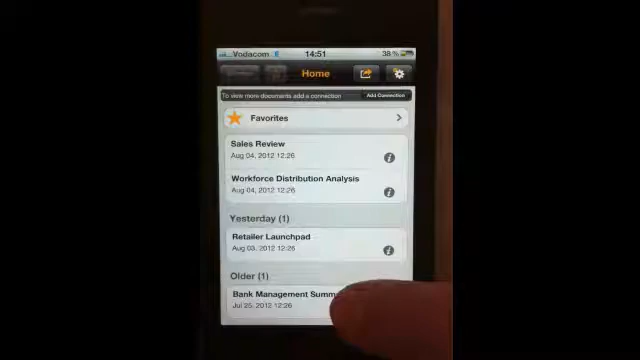 Vodacom 14:51 38 %
Home
To view more documents add a connection Add Connection
Favorites
Sales Review
Aug 04, 2012 12:26
Workforce Distribution Analysis
Aug 04, 2012 12:26
Yesterday (1)
Retailer Launchpad
Aug 03, 2012 12:26
Older (1)
Bank Management Summ
Jul 25, 2012 12:26